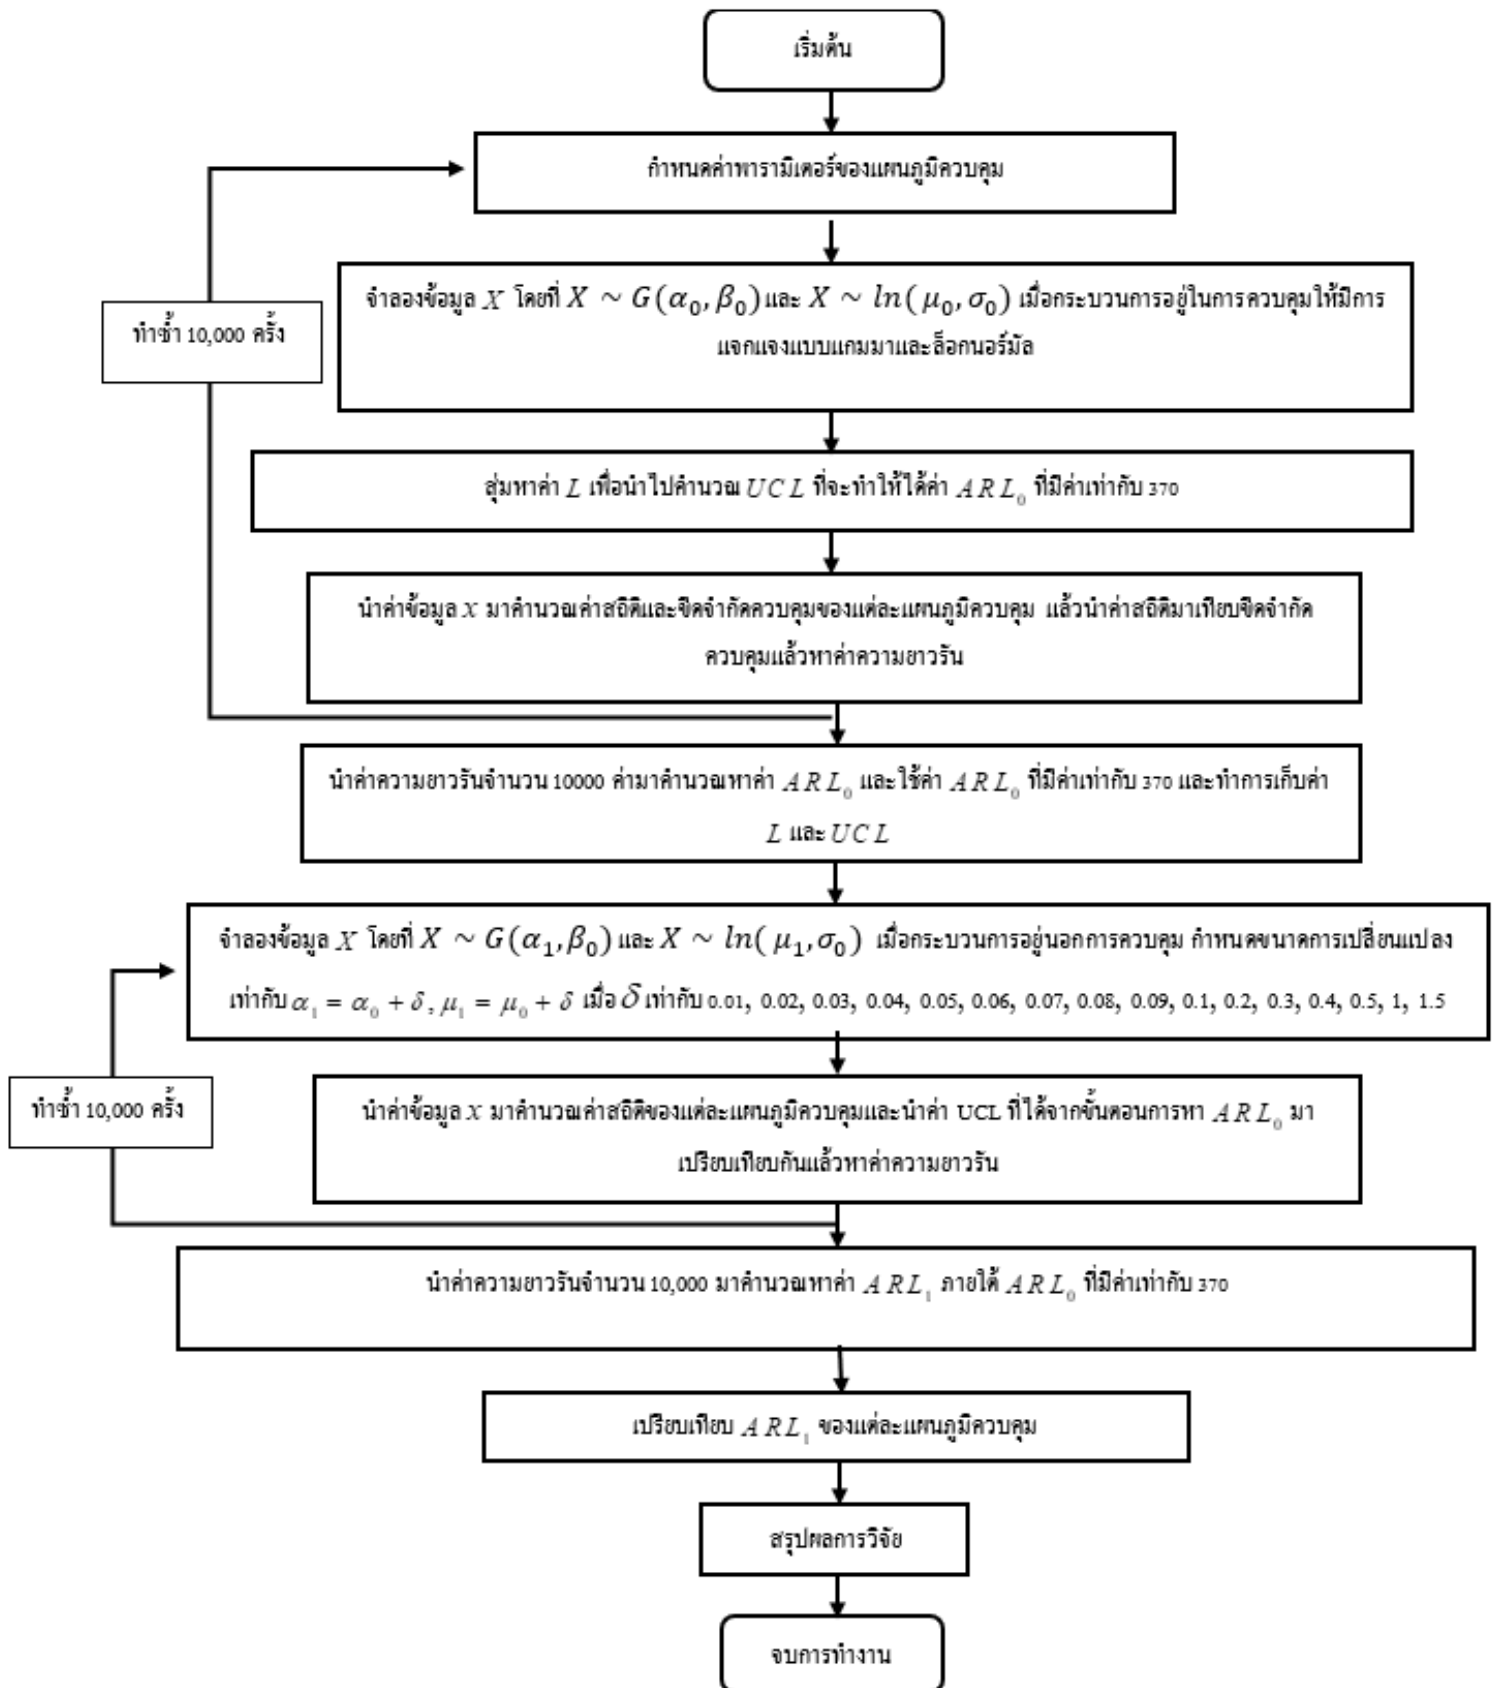 เริ่มต้น
กำหนดค่าพารามิเตอร์ของแผนภูมิควบคุม
จำลองข้อมูล X โดยที่ X ~ G(α₀, β₀) และ X ~ ln(μ₀, σ₀) เมื่อกระบวนการอยู่ในการควบคุมให้มีการ
แจกแจงแบบแกมมาและล็อกนอร์มัล
ทำซ้ำ 10,000 ครั้ง
สุ่มหาค่า L เพื่อนำไปคำนวณ UCL ที่จะทำให้ได้ค่า ARL₀ ที่มีค่าเท่ากับ 370
นำค่าข้อมูล x มาคำนวณค่าสถิติและขีดจำกัดควบคุมของแต่ละแผนภูมิควบคุม แล้วนำค่าสถิติมาเทียบขีดจำกัด
ควบคุมแล้วหาค่าความยาวรัน
นำค่าความยาวรันจำนวน 10000 ค่ามาคำนวณหาค่า ARL₀ และใช้ค่า ARL₀ ที่มีค่าเท่ากับ 370 และทำการเก็บค่า
L และ UCL
จำลองข้อมูล X โดยที่ X ~ G(α₁, β₀) และ X ~ ln( μ₁, σ₀) เมื่อกระบวนการอยู่นอกการควบคุม กำหนดขนาดการเปลี่ยนแปลง
เท่ากับ α₁ = α₀ + δ , μ₁ = μ₀ + δ เมื่อ δ เท่ากับ 0.01, 0.02, 0.03, 0.04, 0.05, 0.06, 0.07, 0.08, 0.09, 0.1, 0.2, 0.3, 0.4, 0.5, 1, 1.5
ทำซ้ำ 10,000 ครั้ง
นำค่าข้อมูล x มาคำนวณค่าสถิติของแต่ละแผนภูมิควบคุมและนำค่า UCL ที่ได้จากขั้นตอนการหา ARL₀ มา
เปรียบเทียบกันแล้วหาค่าความยาวรัน
นำค่าความยาวรันจำนวน 10,000 มาคำนวณหาค่า ARL₁ ภายใต้ ARL₀ ที่มีค่าเท่ากับ 370
เปรียบเทียบ ARL₁ ของแต่ละแผนภูมิควบคุม
สรุปผลการวิจัย
จบการทำงาน